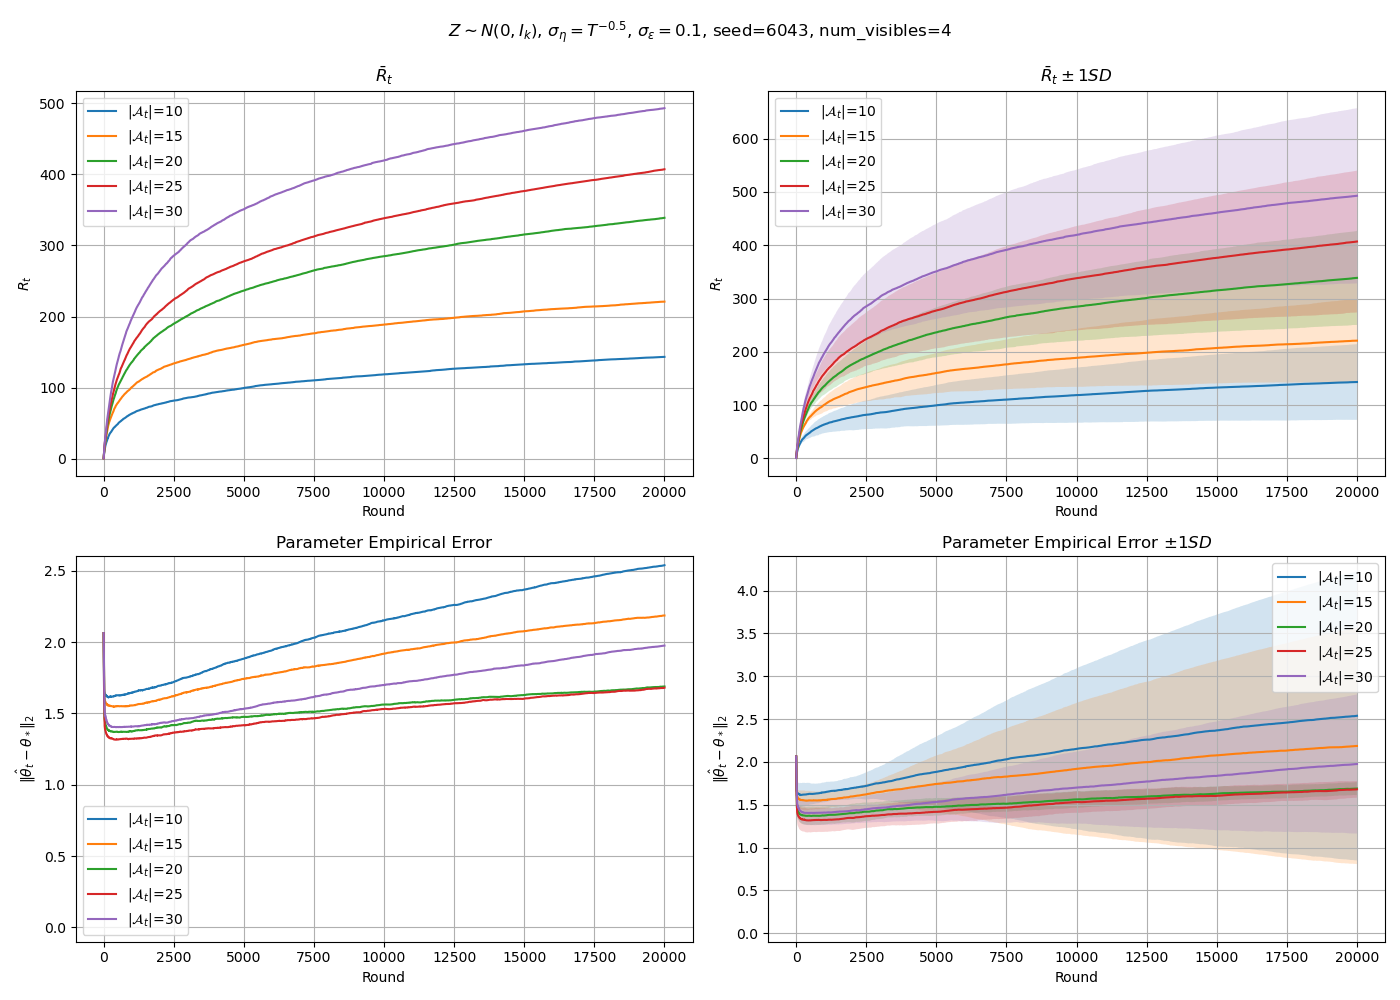 Z ∼ N(0, I_k), σ_η = T^{−0.5}, σ_ε = 0.1, seed=6043, num_visibles=4
R̄_t
R_t
500
400
300
200
100
0
|𝒜_t|=10
|𝒜_t|=15
|𝒜_t|=20
|𝒜_t|=25
|𝒜_t|=30
0 2500 5000 7500 10000 12500 15000 17500 20000
Round
R̄_t ± 1SD
R_t
600
500
400
300
200
100
0
|𝒜_t|=10
|𝒜_t|=15
|𝒜_t|=20
|𝒜_t|=25
|𝒜_t|=30
0 2500 5000 7500 10000 12500 15000 17500 20000
Round
Parameter Empirical Error
‖θ̂_t − θ_*‖_2
2.5
2.0
1.5
1.0
0.5
0.0
|𝒜_t|=10
|𝒜_t|=15
|𝒜_t|=20
|𝒜_t|=25
|𝒜_t|=30
0 2500 5000 7500 10000 12500 15000 17500 20000
Round
Parameter Empirical Error ±1SD
‖θ̂_t − θ_*‖_2
4.0
3.5
3.0
2.5
2.0
1.5
1.0
0.5
0.0
|𝒜_t|=10
|𝒜_t|=15
|𝒜_t|=20
|𝒜_t|=25
|𝒜_t|=30
0 2500 5000 7500 10000 12500 15000 17500 20000
Round